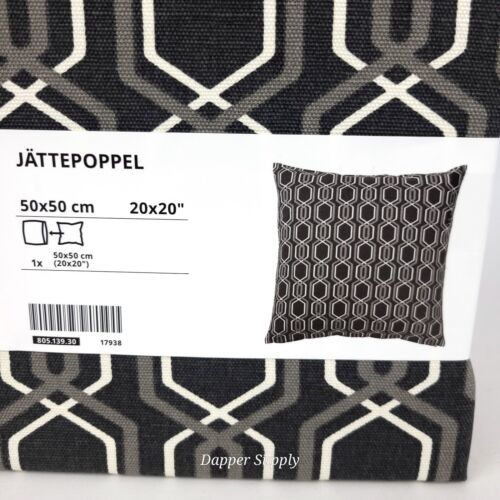 JÄTTEPOPPEL
50x50 cm 20x20"
50x50 cm
(20x20")
1x
805.139.30 17938
Dapper Supply